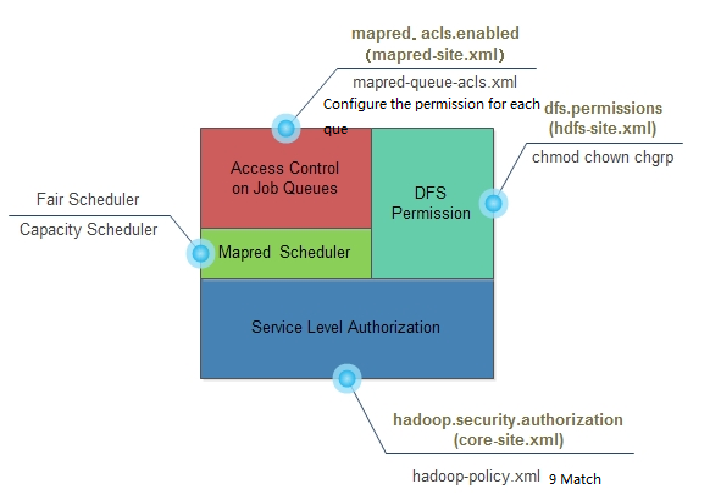 mapred. acls.enabled
(mapred-site.xml)
mapred-queue-acls.xml
Configure the permission for each
que
dfs.permissions
(hdfs-site.xml)
chmod chown chgrp
Access Control
on Job Queues
DFS
Permission
Fair Scheduler
Capacity Scheduler
Mapred Scheduler
Service Level Authorization
hadoop.security.authorization
(core-site.xml)
hadoop-policy.xml 9 Match